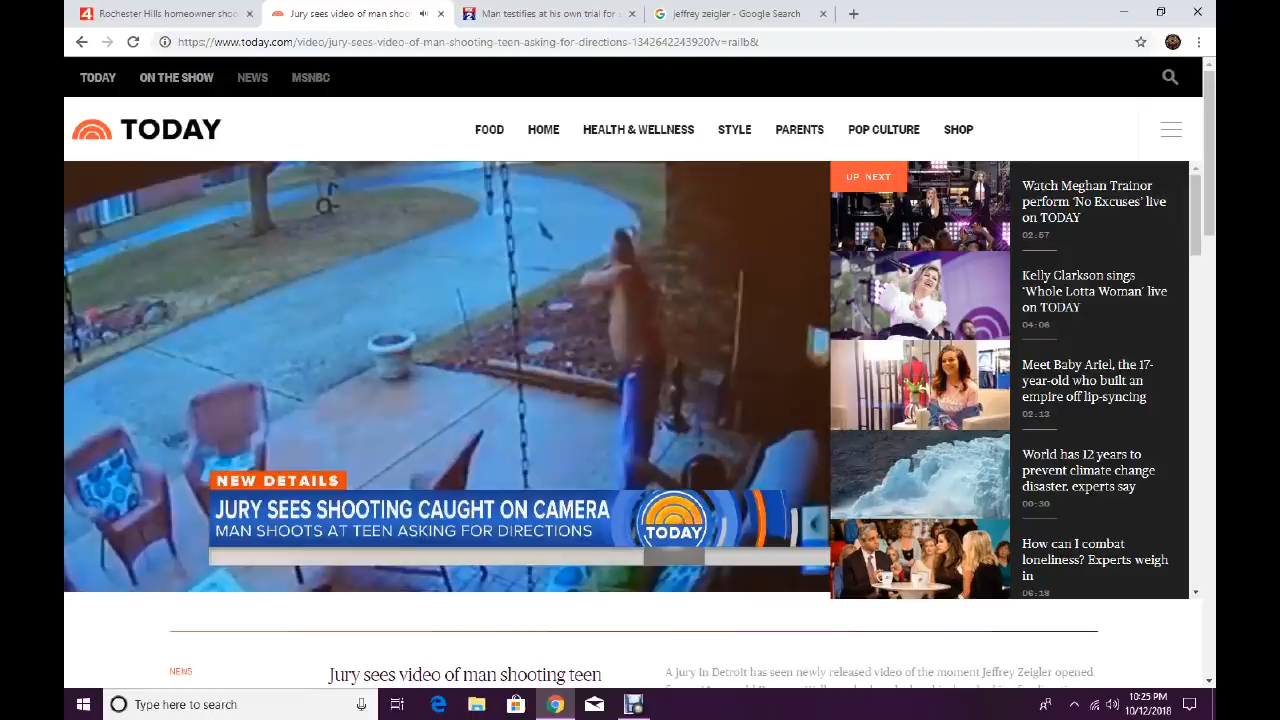 Rochester Hills homeowner shoo
Jury sees video of man shoo
Man testifies at his own trial for
jeffrey zeigler - Google Search
https://www.today.com/video/jury-sees-video-of-man-shooting-teen-asking-for-directions-1342642243920?v=railb&
TODAY
ON THE SHOW
NEWS
MSNBC
TODAY
FOOD
HOME
HEALTH & WELLNESS
STYLE
PARENTS
POP CULTURE
SHOP
UP NEXT
Watch Meghan Trainor
perform 'No Excuses' live
on TODAY
02:57
Kelly Clarkson sings
'Whole Lotta Woman' live
on TODAY
04:06
Meet Baby Ariel, the 17-
year-old who built an
empire off lip-syncing
02:13
World has 12 years to
prevent climate change
disaster, experts say
00:30
How can I combat
loneliness? Experts weigh
in
06:18
NEW DETAILS
JURY SEES SHOOTING CAUGHT ON CAMERA
MAN SHOOTS AT TEEN ASKING FOR DIRECTIONS
TODAY
NEWS
Jury sees video of man shooting teen
A jury in Detroit has seen newly released video of the moment Jeffrey Zeigler opened
Type here to search
10:25 PM
10/12/2018